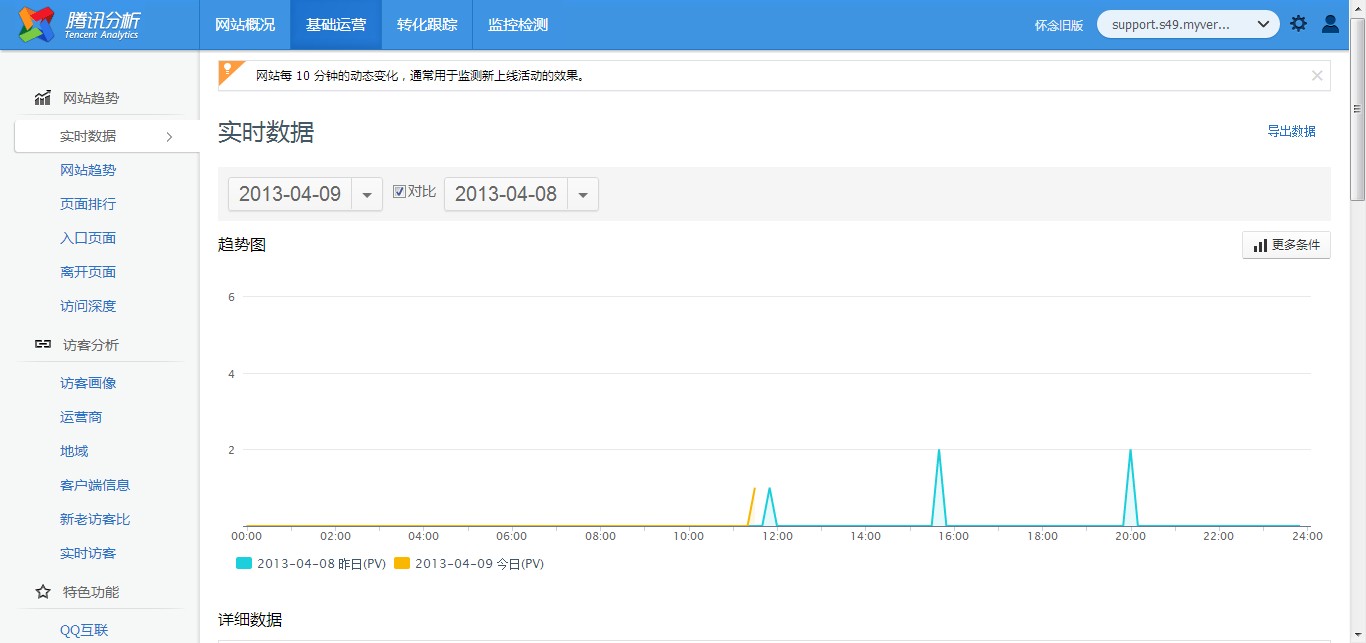 腾讯分析
Tencent Analytics
网站概况
基础运营
转化跟踪
监控检测
怀念旧版
support.s49.myver...
网站趋势
实时数据
网站趋势
页面排行
入口页面
离开页面
访问深度
访客分析
访客画像
运营商
地域
客户端信息
新老访客比
实时访客
特色功能
QQ互联
网站每 10 分钟的动态变化，通常用于监测新上线活动的效果。
实时数据
导出数据
2013-04-09
对比
2013-04-08
趋势图
更多条件
6
4
2
00:00 02:00 04:00 06:00 08:00 10:00 12:00 14:00 16:00 18:00 20:00 22:00 24:00
2013-04-08 昨日(PV) 2013-04-09 今日(PV)
详细数据